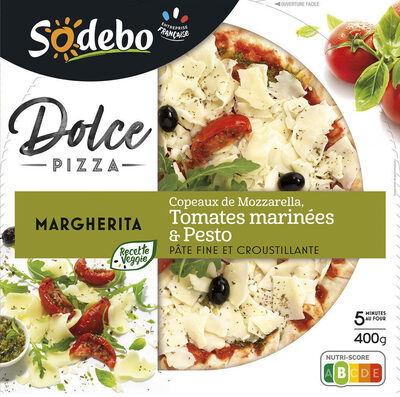 OUVERTURE FACILE
Sodebo
ENTREPRISE
FRANÇAISE
Dolce
PIZZA
MARGHERITA
Recette
Veggie
Copeaux de Mozzarella,
Tomates marinées
& Pesto
PÂTE FINE ET CROUSTILLANTE
5 MINUTES
AU FOUR
400g
NUTRI-SCORE
A B C D E